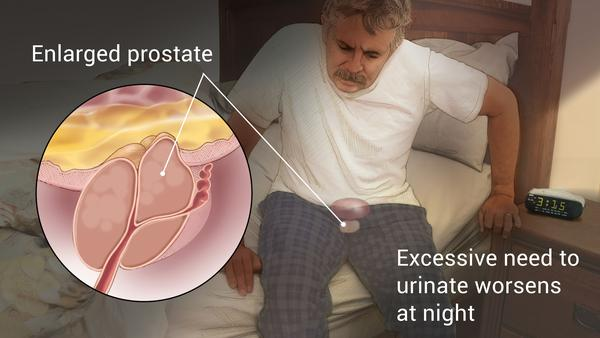 Enlarged prostate
3:15
Excessive need to
urinate worsens
at night